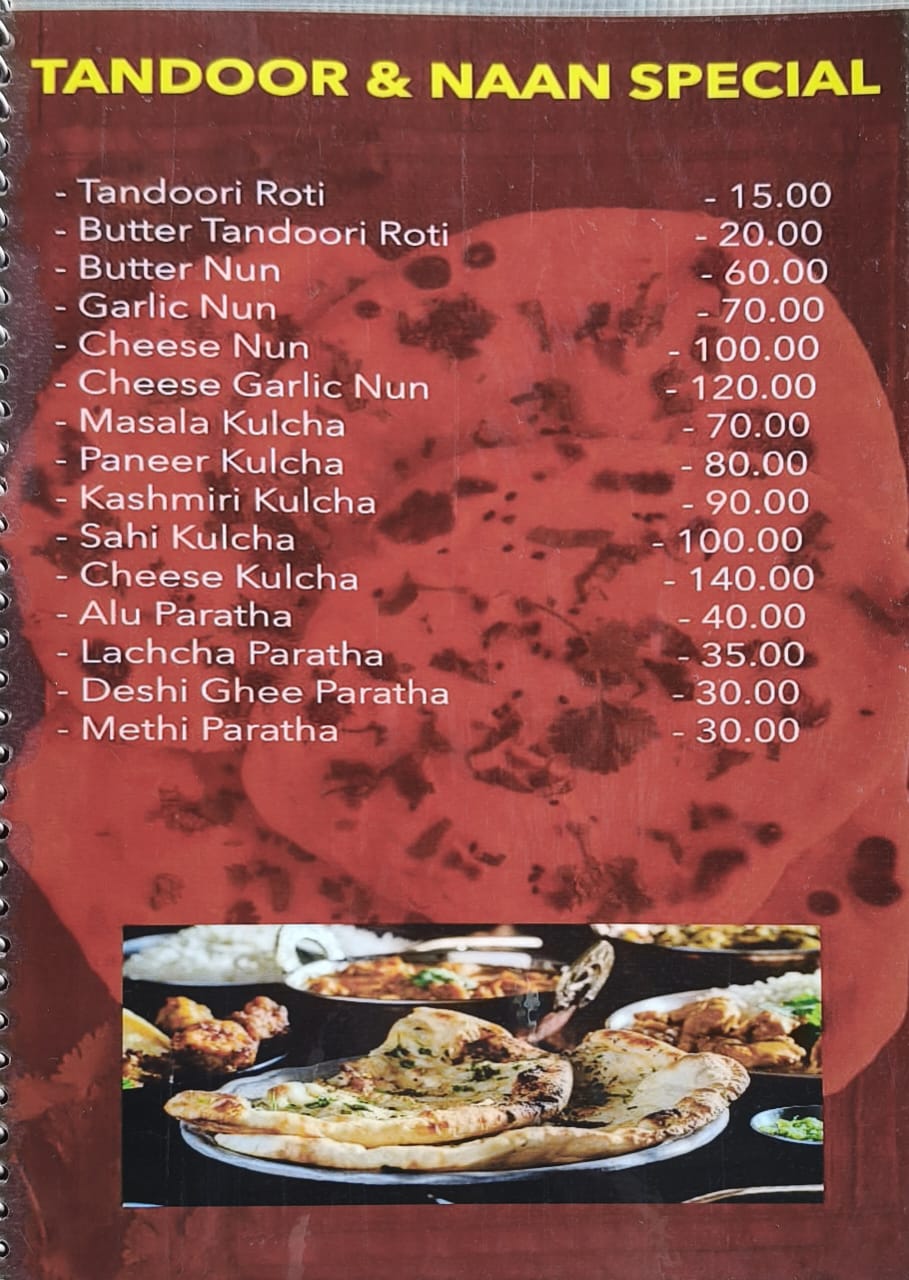 TANDOOR & NAAN SPECIAL
- Tandoori Roti - 15.00
- Butter Tandoori Roti - 20.00
- Butter Nun - 60.00
- Garlic Nun - 70.00
- Cheese Nun - 100.00
- Cheese Garlic Nun - 120.00
- Masala Kulcha - 70.00
- Paneer Kulcha - 80.00
- Kashmiri Kulcha - 90.00
- Sahi Kulcha - 100.00
- Cheese Kulcha - 140.00
- Alu Paratha - 40.00
- Lachcha Paratha - 35.00
- Deshi Ghee Paratha - 30.00
- Methi Paratha - 30.00